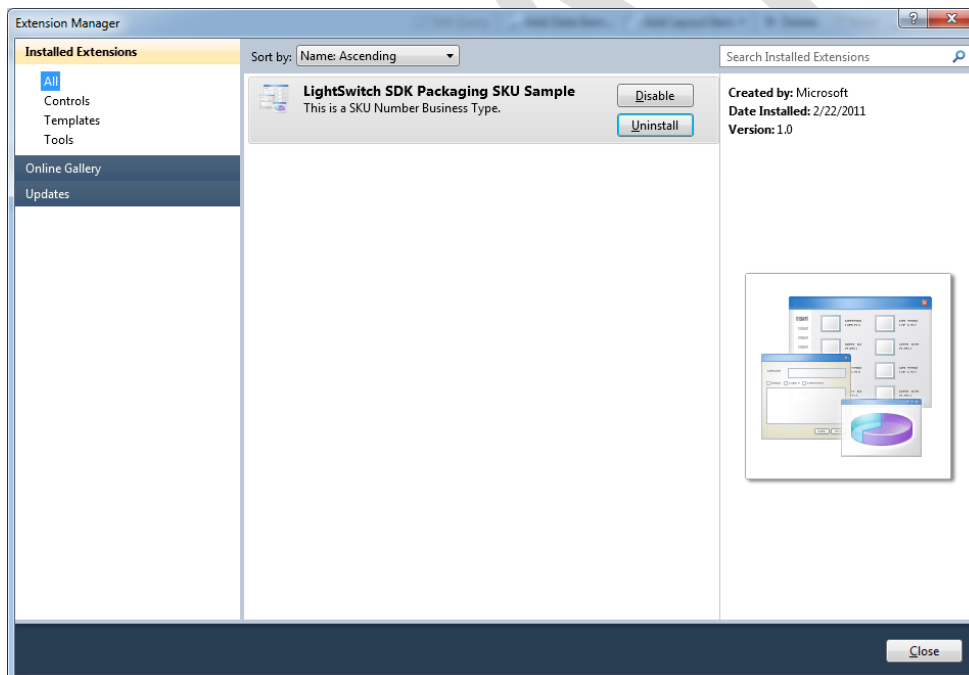 Extension Manager
Installed Extensions
All
Controls
Templates
Tools
Online Gallery
Updates
Sort by: Name: Ascending
LightSwitch SDK Packaging SKU Sample
This is a SKU Number Business Type.
Disable
Uninstall
Search Installed Extensions
Created by: Microsoft
Date Installed: 2/22/2011
Version: 1.0
Close